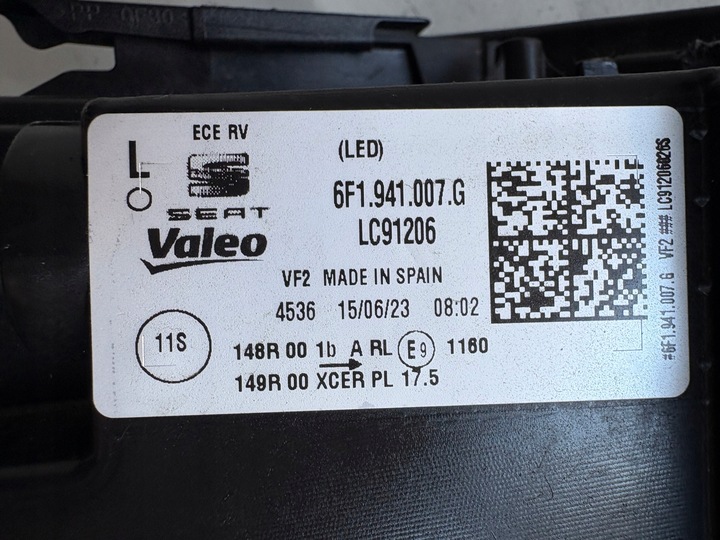 ECE RV
L
(LED)
6F1.941.007.G
SEAT
LC91206
Valeo
VF2 MADE IN SPAIN
4536 15/06/23 08:02
11S
148R 00 1b A RL E9 1160
149R 00 XCER PL 17.5
#6F1.941.007.G VF2 ###